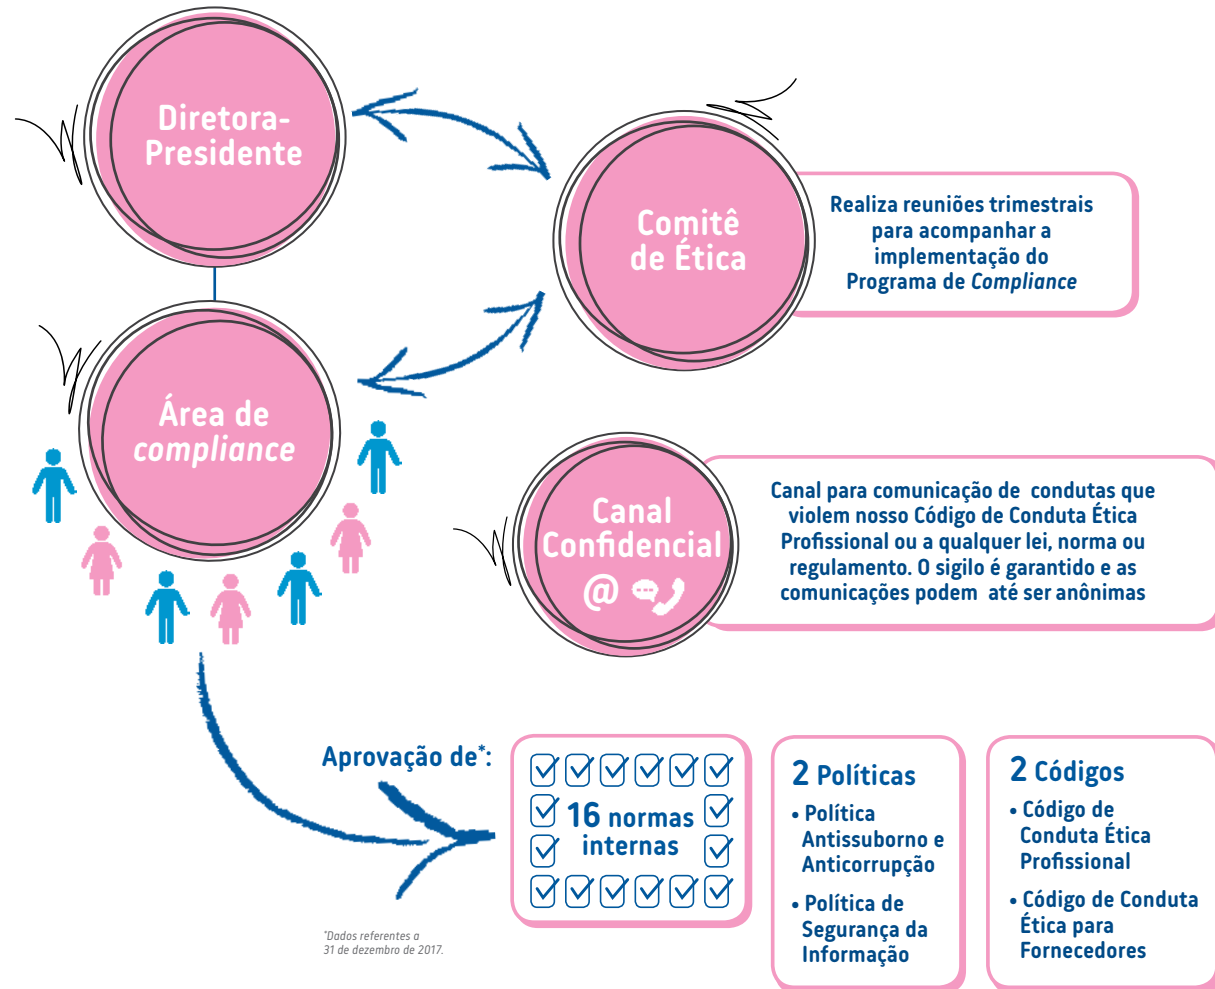 Diretora-
Presidente
Comitê
de Ética
Realiza reuniões trimestrais
para acompanhar a
implementação do
Programa de Compliance
Área de
compliance
Canal
Confidencial
@
Canal para comunicação de condutas que
violem nosso Código de Conduta Ética
Profissional ou a qualquer lei, norma ou
regulamento. O sigilo é garantido e as
comunicações podem até ser anônimas
Aprovação de*:
16 normas
internas
2 Políticas
• Política
Antissuborno e
Anticorrupção
• Política de
Segurança da
Informação
2 Códigos
• Código de
Conduta Ética
Profissional
• Código de Conduta
Ética para
Fornecedores
*Dados referentes a
31 de dezembro de 2017.